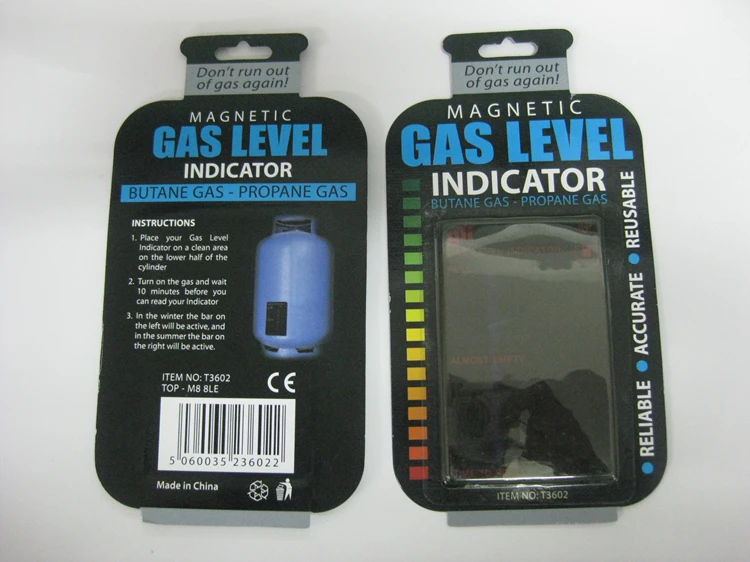 Don't run out
of gas again!
MAGNETIC
GAS LEVEL
INDICATOR
BUTANE GAS - PROPANE GAS
INSTRUCTIONS
1. Place your Gas Level
Indicator on a clean area
on the lower half of the
cylinder
2. Turn on the gas and wait
10 minutes before you
can read your Indicator
3. In the winter the bar on
the left will be active, and
in the summer the bar on
the right will be active.
ITEM NO: T3602
TOP - M8 8LE
CE
5 060035 236022
Made in China
Don't run out
of gas again!
MAGNETIC
GAS LEVEL
INDICATOR
BUTANE GAS - PROPANE GAS
RELIABLE • ACCURATE • REUSABLE
INDICATOR
ALMOST EMPTY
ITEM NO: T3602